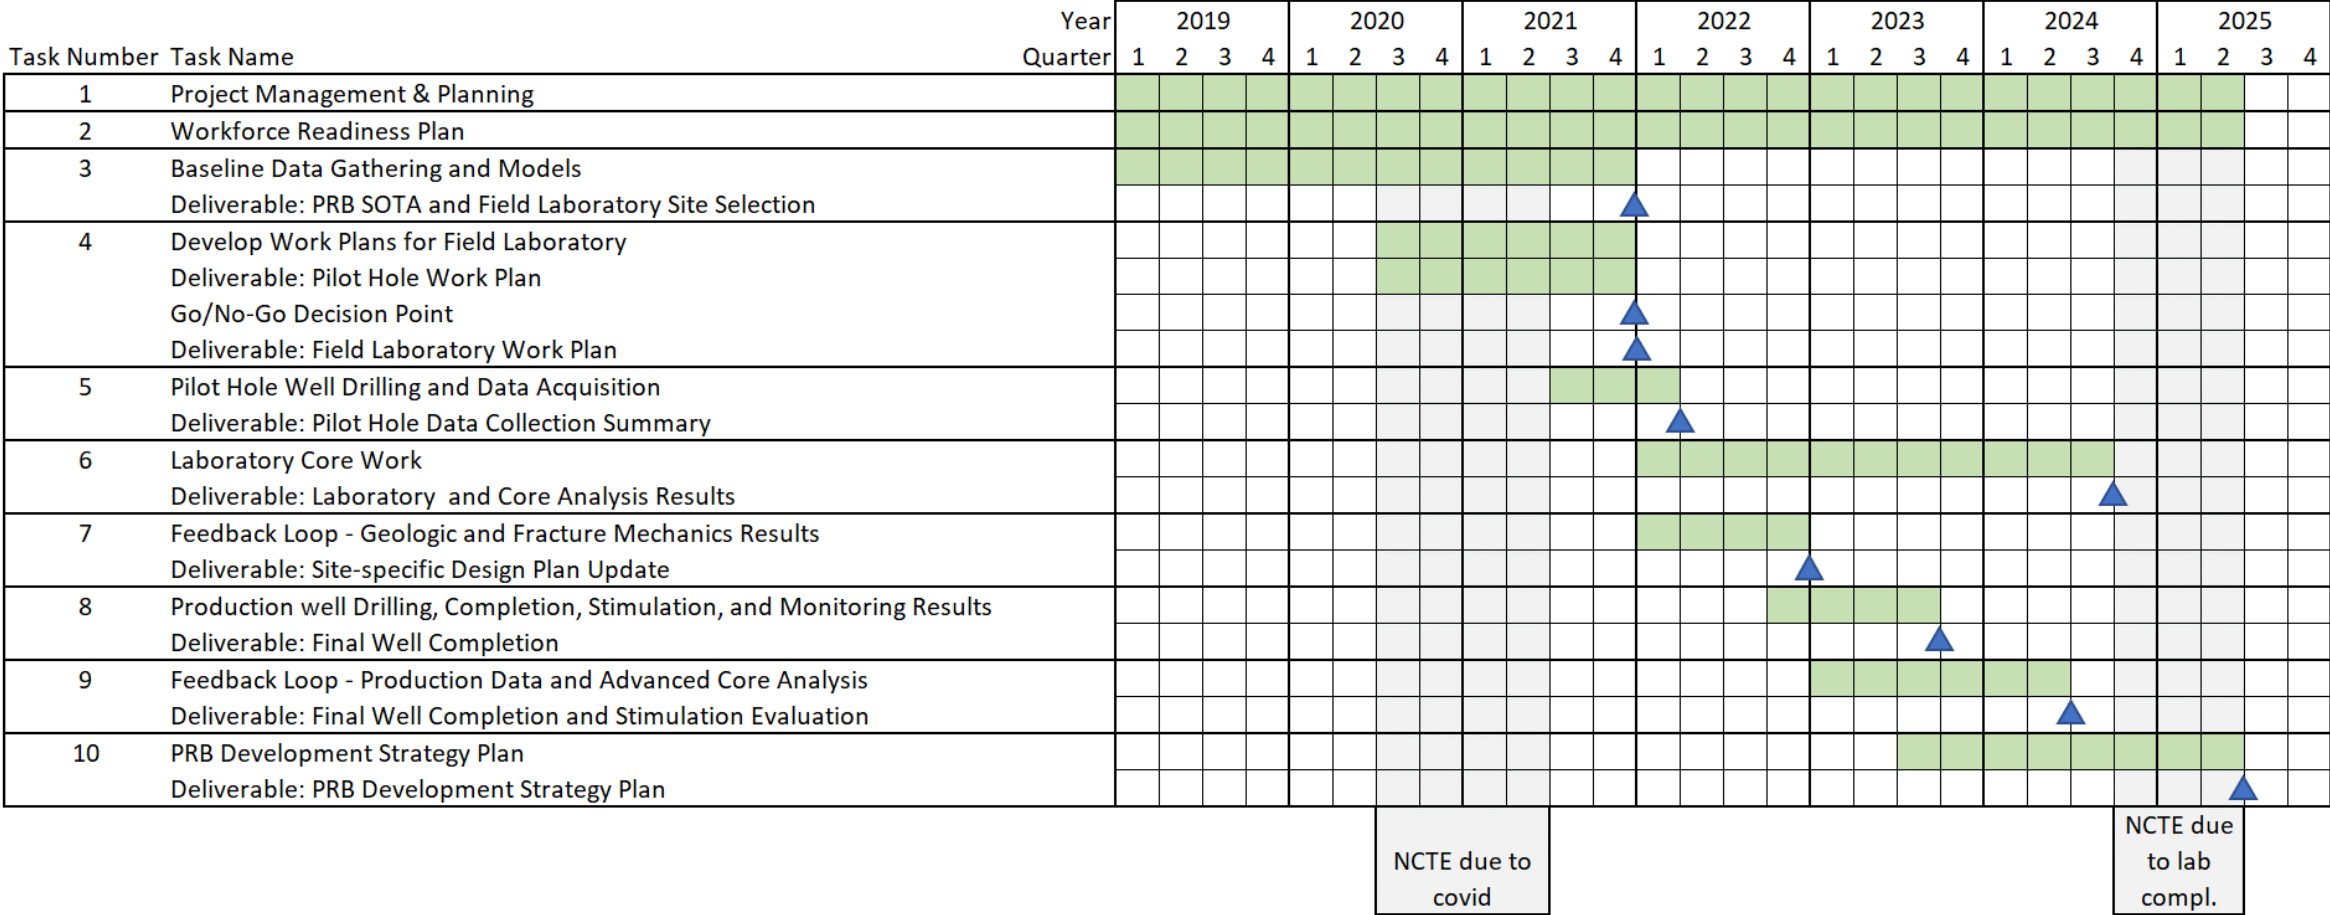 Year 2019 2020 2021 2022 2023 2024 2025
Task Number Task Name Quarter 1 2 3 4 1 2 3 4 1 2 3 4 1 2 3 4 1 2 3 4 1 2 3 4 1 2 3 4
1 Project Management & Planning
2 Workforce Readiness Plan
3 Baseline Data Gathering and Models
Deliverable: PRB SOTA and Field Laboratory Site Selection
4 Develop Work Plans for Field Laboratory
Deliverable: Pilot Hole Work Plan
Go/No-Go Decision Point
Deliverable: Field Laboratory Work Plan
5 Pilot Hole Well Drilling and Data Acquisition
Deliverable: Pilot Hole Data Collection Summary
6 Laboratory Core Work
Deliverable: Laboratory and Core Analysis Results
7 Feedback Loop - Geologic and Fracture Mechanics Results
Deliverable: Site-specific Design Plan Update
8 Production well Drilling, Completion, Stimulation, and Monitoring Results
Deliverable: Final Well Completion
9 Feedback Loop - Production Data and Advanced Core Analysis
Deliverable: Final Well Completion and Stimulation Evaluation
10 PRB Development Strategy Plan
Deliverable: PRB Development Strategy Plan
NCTE due to
covid
NCTE due
to lab
compl.